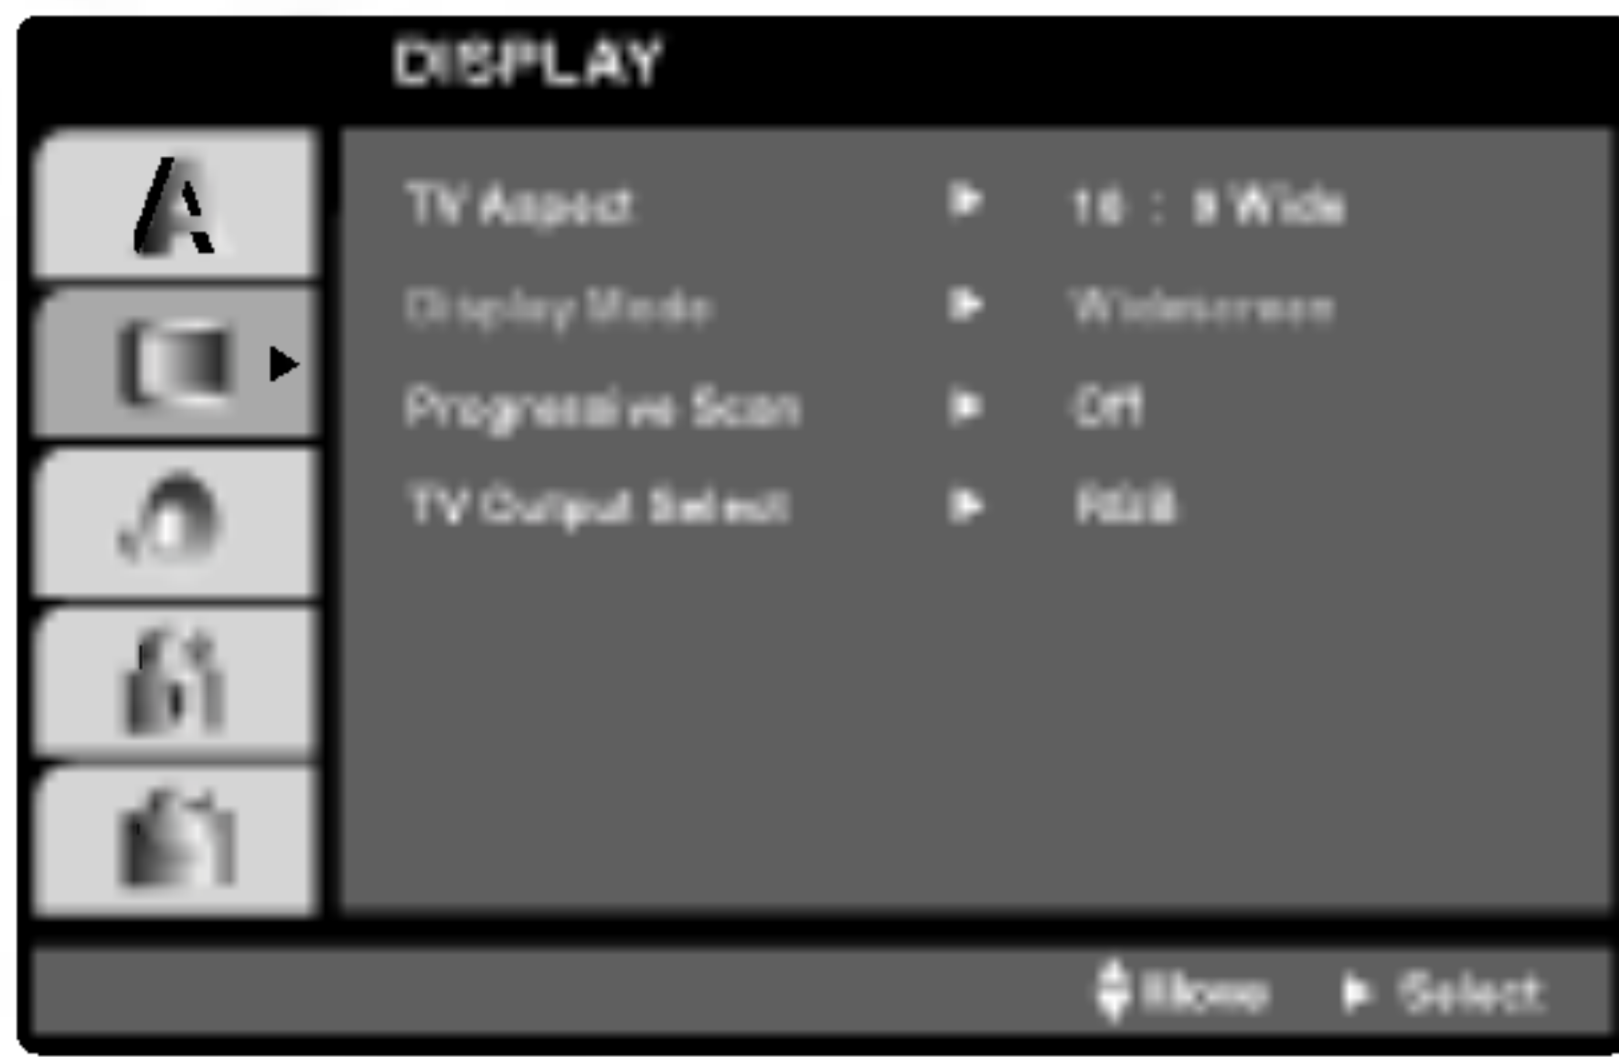 DISPLAY
A
TV Aspect ► 16 : 9 Wide
Display Mode ► Widescreen
Progressive Scan ► Off
TV Output Select ► RGB
Move ► Select